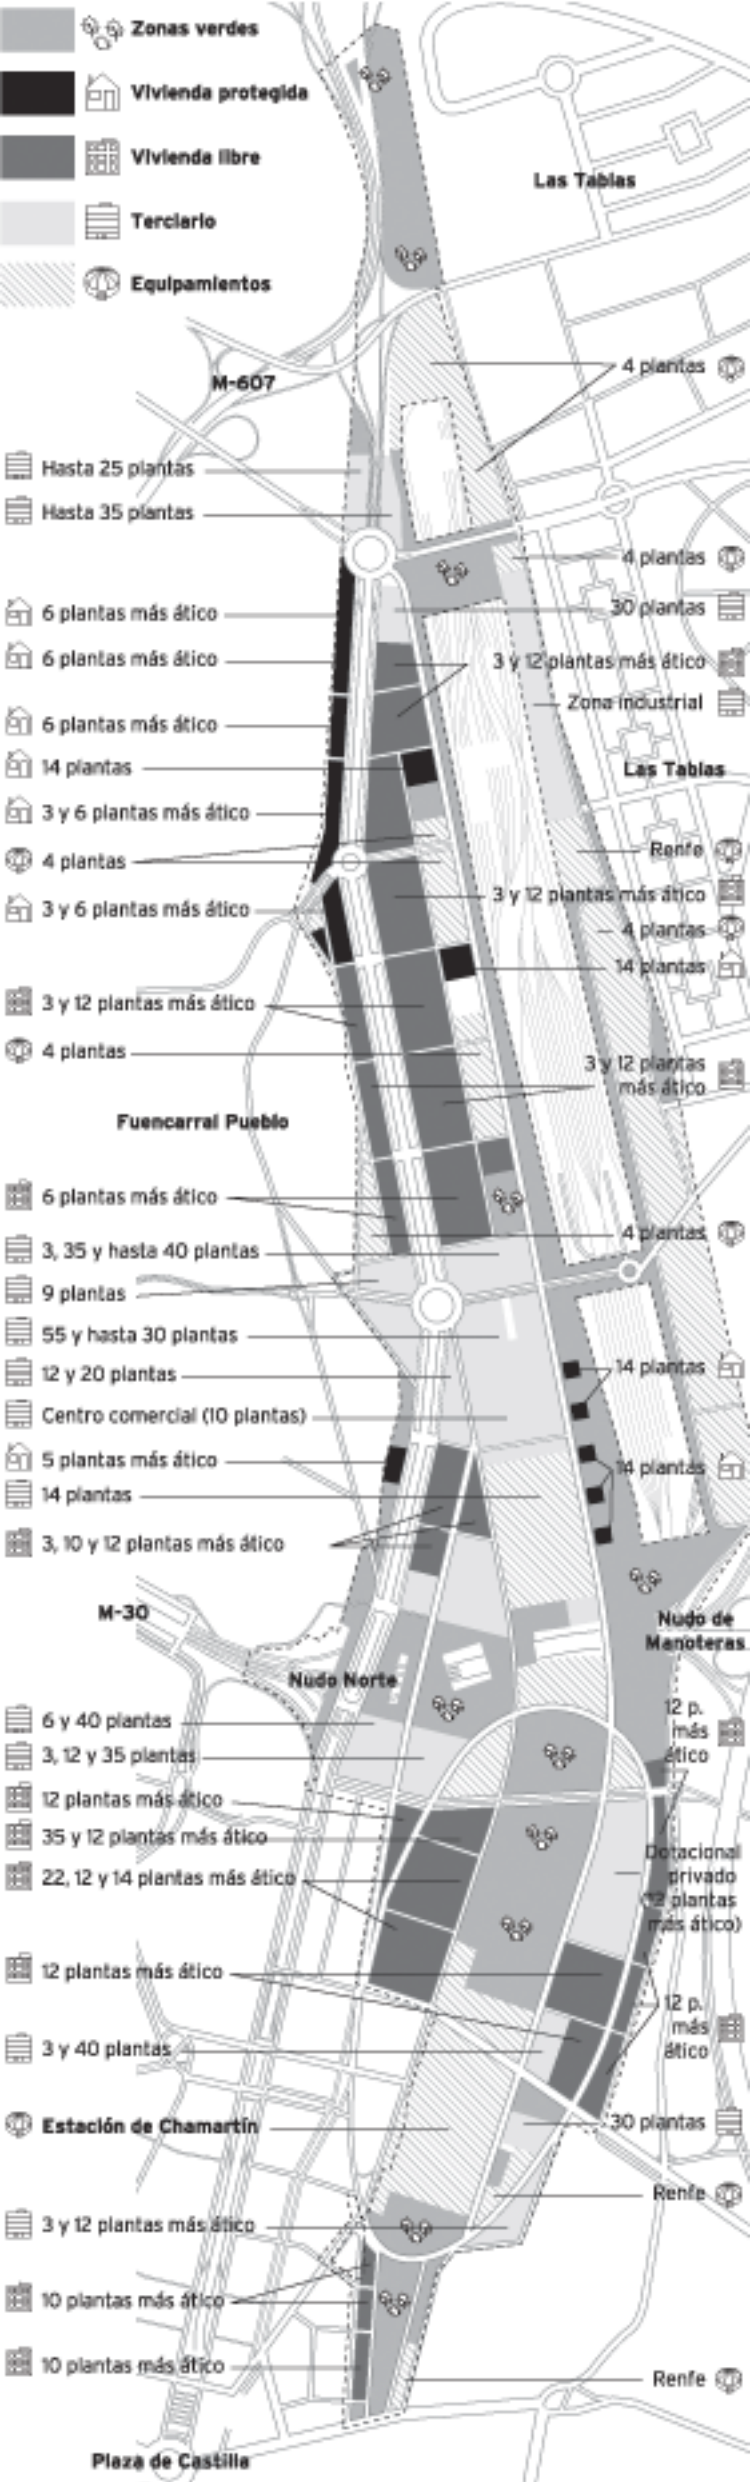 Zonas verdes
Vivienda protegida
Vivienda libre
Terciario
Equipamientos
Las Tablas
M-607
4 plantas
Hasta 25 plantas
Hasta 35 plantas
4 plantas
30 plantas
6 plantas más ático
6 plantas más ático
3 y 12 plantas más ático
Zona industrial
6 plantas más ático
14 plantas
Las Tablas
3 y 6 plantas más ático
Renfe
4 plantas
3 y 12 plantas más ático
3 y 6 plantas más ático
4 plantas
14 plantas
3 y 12 plantas más ático
4 plantas
3 y 12 plantas
más ático
Fuencarral Pueblo
6 plantas más ático
4 plantas
3, 35 y hasta 40 plantas
9 plantas
55 y hasta 30 plantas
12 y 20 plantas
14 plantas
Centro comercial (10 plantas)
5 plantas más ático
14 plantas
14 plantas
3, 10 y 12 plantas más ático
M-30
Nudo de
Manoteras
Nudo Norte
6 y 40 plantas
12 p.
más
ático
3, 12 y 35 plantas
12 plantas más ático
35 y 12 plantas más ático
22, 12 y 14 plantas más ático
Dotacional
privado
(12 plantas
más ático)
12 plantas más ático
12 p.
más
ático
3 y 40 plantas
Estación de Chamartín
30 plantas
Renfe
3 y 12 plantas más ático
10 plantas más ático
10 plantas más ático
Renfe
Plaza de Castilla